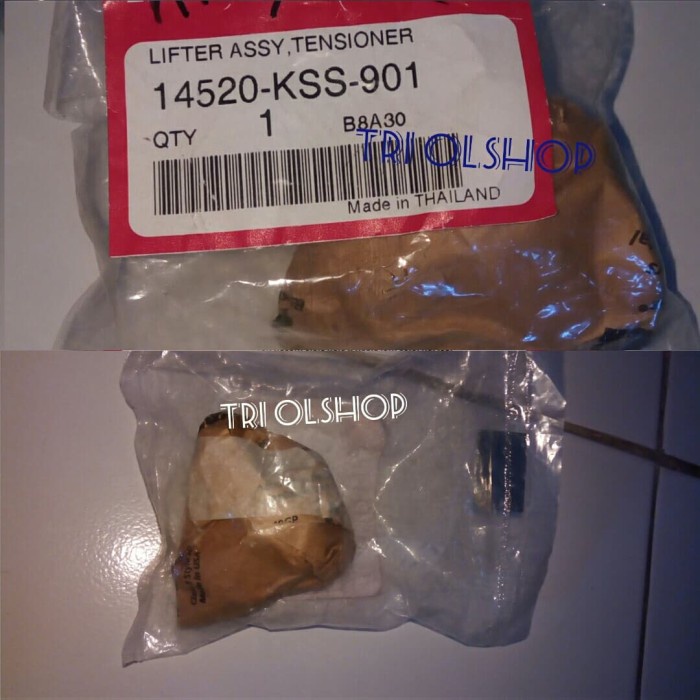 LIFTER ASSY,TENSIONER
14520-KSS-901
QTY 1 B8A30
TRI OLSHOP
Made in THAILAND
TRI OLSHOP